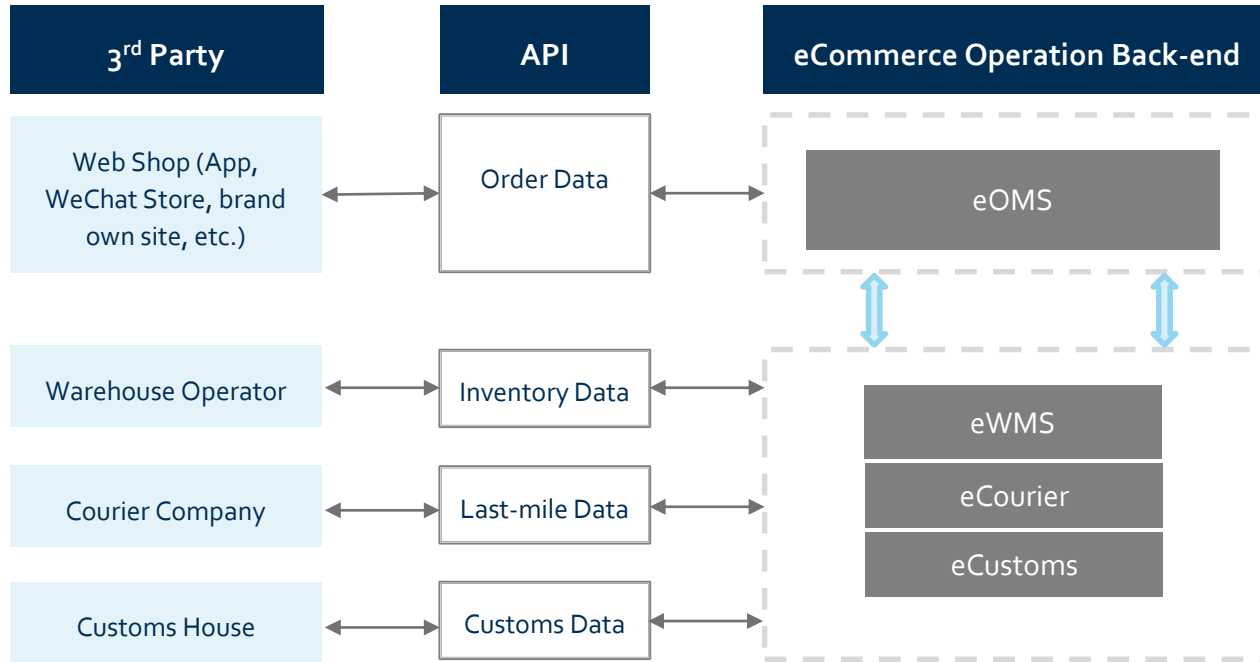 3rd Party
API
eCommerce Operation Back-end
Web Shop (App,
WeChat Store, brand
own site, etc.)
Order Data
eOMS
Warehouse Operator
Inventory Data
eWMS
Courier Company
Last-mile Data
eCourier
eCustoms
Customs House
Customs Data